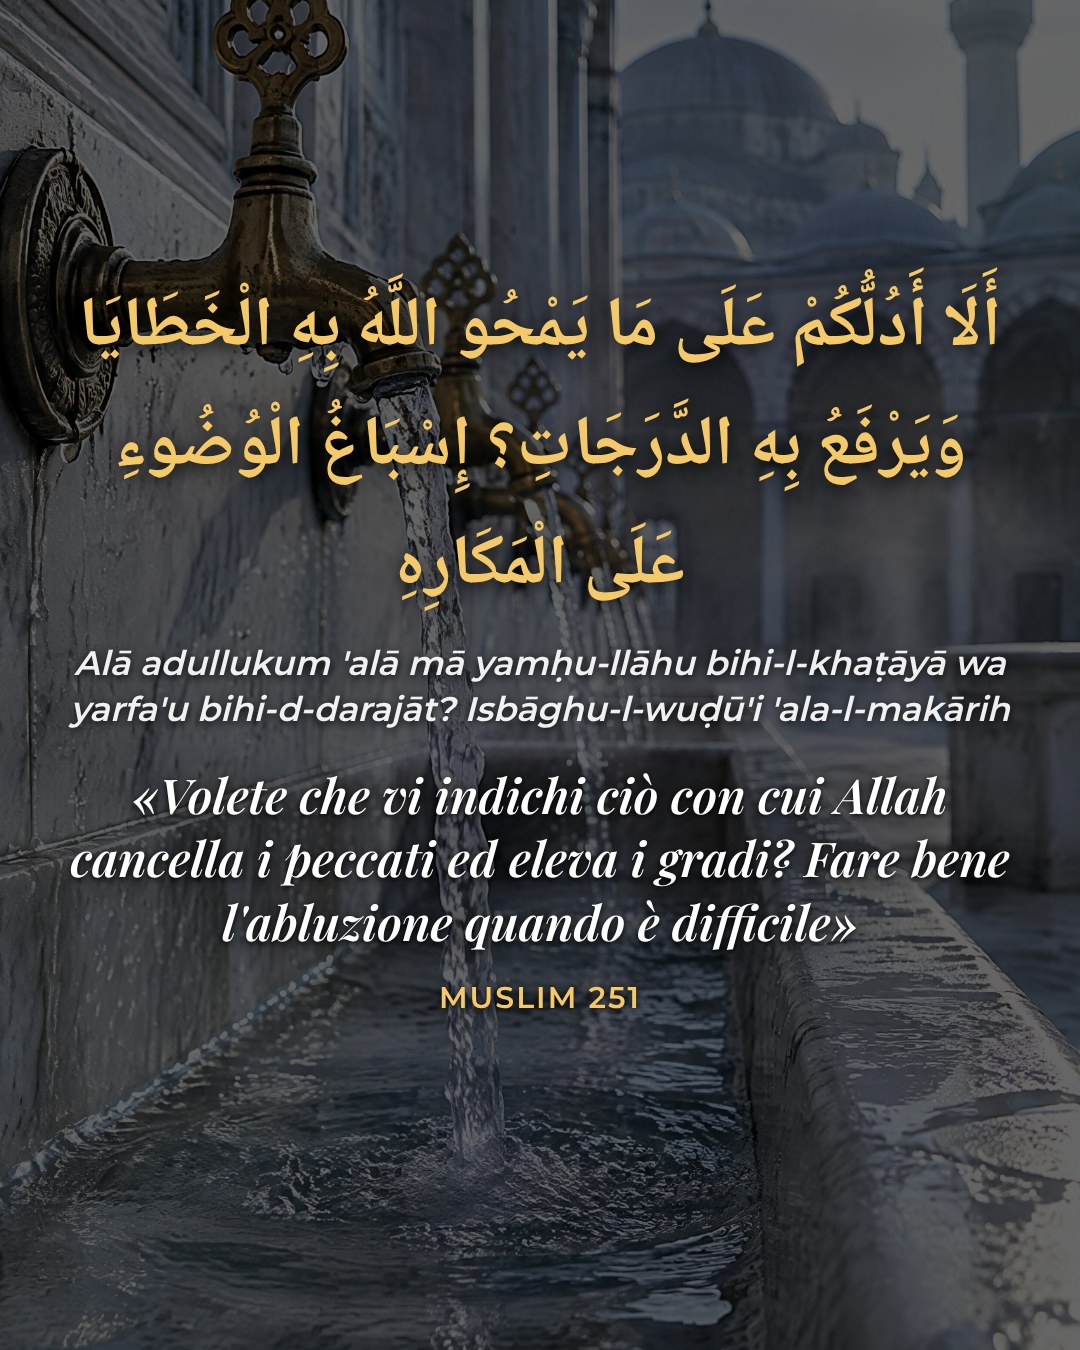 أَلَا أَدُلُّكُمْ عَلَى مَا يَمْحُو اللَّهُ بِهِ الْخَطَايَا
وَيَرْفَعُ بِهِ الدَّرَجَاتِ؟ إِسْبَاغُ الْوُضُوءِ
عَلَى الْمَكَارِهِ
Alā adullukum 'alā mā yamḥu-llāhu bihi-l-khaṭāyā wa
yarfa'u bihi-d-darajāt? Isbāghu-l-wuḍū'i 'ala-l-makārih
«Volete che vi indichi ciò con cui Allah
cancella i peccati ed eleva i gradi? Fare bene
l'abluzione quando è difficile»
MUSLIM 251